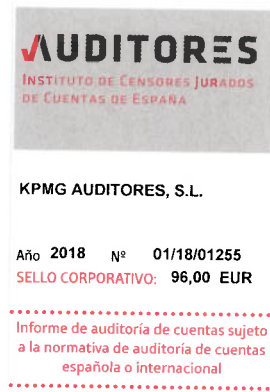 AUDITORES
INSTITUTO DE CENSORES JURADOS
DE CUENTAS DE ESPAÑA
KPMG AUDITORES, S.L.
Año 2018 Nº 01/18/01255
SELLO CORPORATIVO: 96,00 EUR
Informe de auditoría de cuentas sujeto
a la normativa de auditoría de cuentas
española o internacional